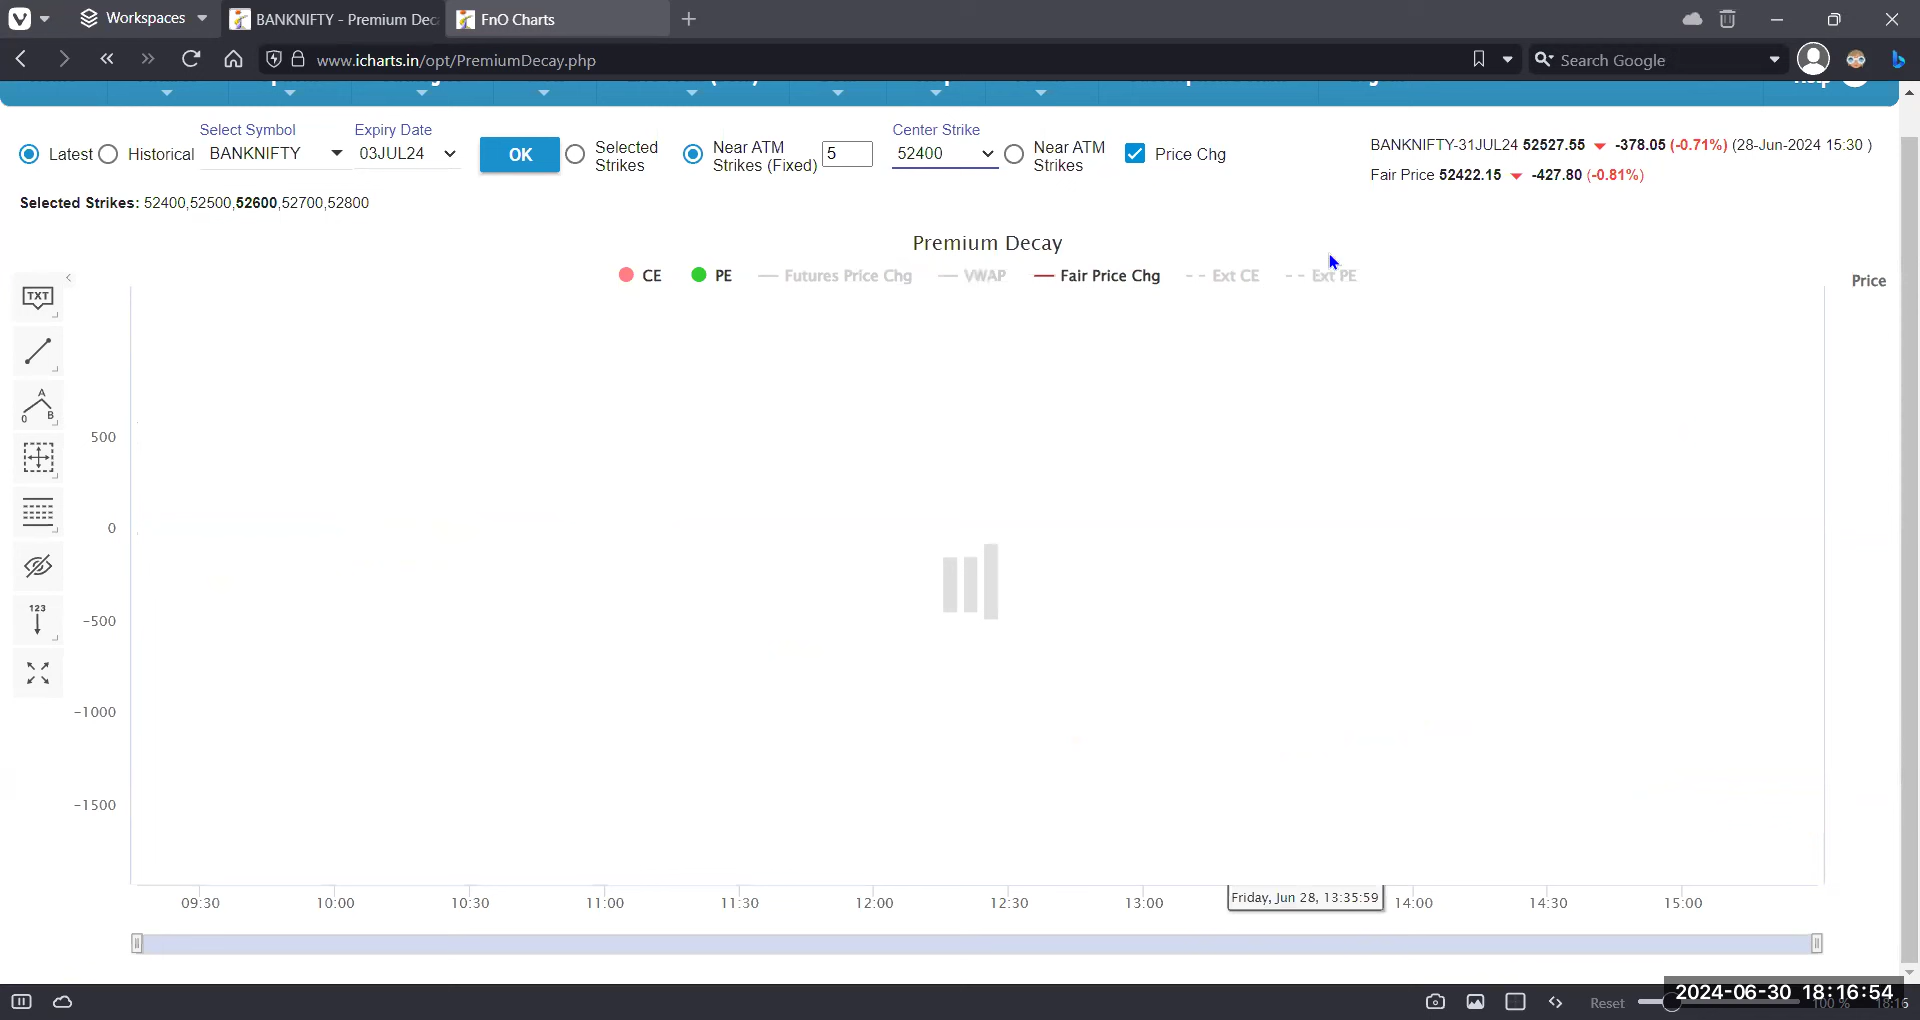 Workspaces
BANKNIFTY - Premium Dec
FnO Charts
www.icharts.in/opt/PremiumDecay.php
Search Google
Select Symbol
Expiry Date
Center Strike
Latest
Historical
BANKNIFTY
03JUL24
OK
Selected Strikes
Near ATM Strikes (Fixed)
5
52400
Near ATM Strikes
Price Chg
BANKNIFTY-31JUL24 52527.55 ▼ -378.05 (-0.71%) (28-Jun-2024 15:30 )
Fair Price 52422.15 ▼ -427.80 (-0.81%)
Selected Strikes: 52400,52500,52600,52700,52800
Premium Decay
CE
PE
Futures Price Chg
VWAP
Fair Price Chg
Ext CE
Ext PE
Price
TXT
A
0 B
123
500
0
-500
-1000
-1500
09:30
10:00
10:30
11:00
11:30
12:00
12:30
13:00
Friday, Jun 28, 13:35:59
14:00
14:30
15:00
Reset
100 %
18:16
2024-06-30 18:16:54